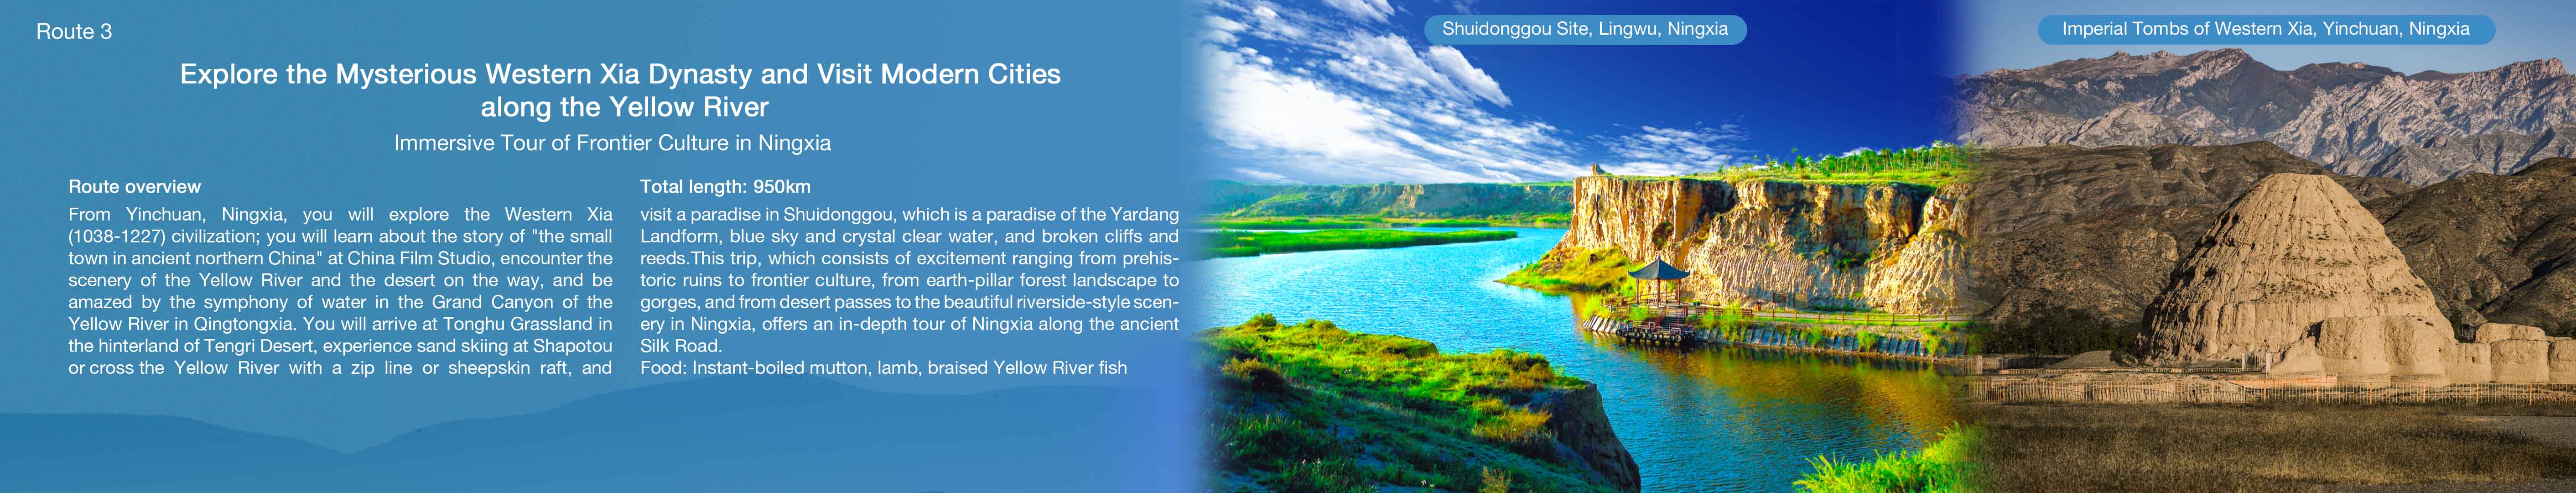 Route 3
Explore the Mysterious Western Xia Dynasty and Visit Modern Cities
along the Yellow River
Immersive Tour of Frontier Culture in Ningxia
Route overview
From Yinchuan, Ningxia, you will explore the Western Xia
(1038-1227) civilization; you will learn about the story of "the small
town in ancient northern China" at China Film Studio, encounter the
scenery of the Yellow River and the desert on the way, and be
amazed by the symphony of water in the Grand Canyon of the
Yellow River in Qingtongxia. You will arrive at Tonghu Grassland in
the hinterland of Tengri Desert, experience sand skiing at Shapotou
or cross the Yellow River with a zip line or sheepskin raft, and
Total length: 950km
visit a paradise in Shuidonggou, which is a paradise of the Yardang
Landform, blue sky and crystal clear water, and broken cliffs and
reeds.This trip, which consists of excitement ranging from prehis-
toric ruins to frontier culture, from earth-pillar forest landscape to
gorges, and from desert passes to the beautiful riverside-style scen-
ery in Ningxia, offers an in-depth tour of Ningxia along the ancient
Silk Road.
Food: Instant-boiled mutton, lamb, braised Yellow River fish
Shuidonggou Site, Lingwu, Ningxia
Imperial Tombs of Western Xia, Yinchuan, Ningxia